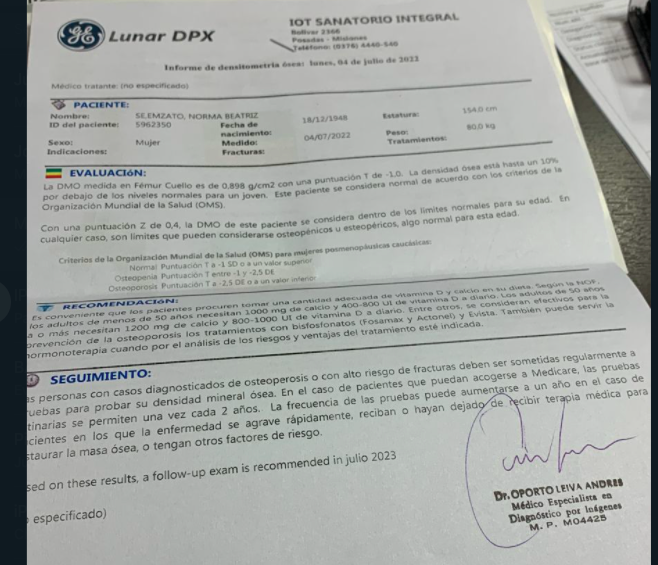 GE Lunar DPX
IOT SANATORIO INTEGRAL
Bolivar 2366
Posadas - Misiones
Teléfono: (0376) 4440-540
Informe de densitometría ósea: lunes, 04 de julio de 2022
Médico tratante: (no especificado)
PACIENTE:
Nombre: SE,EMZATO, NORMA BEATRIZ Fecha de nacimiento: 18/12/1948 Estatura: 154,0 cm
ID del paciente: 5962350
Sexo: Mujer Medido: 04/07/2022 Peso: 80,0 kg
Indicaciones: Fracturas: Tratamientos:
EVALUACIóN:
La DMO medida en Fémur Cuello es de 0,898 g/cm2 con una puntuación T de -1,0. La densidad ósea está hasta un 10%
por debajo de los niveles normales para un joven. Este paciente se considera normal de acuerdo con los criterios de la
Organización Mundial de la Salud (OMS).
Con una puntuación Z de 0,4, la DMO de este paciente se considera dentro de los límites normales para su edad. En
cualquier caso, son límites que pueden considerarse osteopénicos u osteopéricos, algo normal para esta edad.
Criterios de la Organización Mundial de la Salud (OMS) para mujeres posmenopáusicas caucásicas:
Normal: Puntuación T a -1 SD o a un valor superior
Osteopenia: Puntuación T entre -1 y -2,5 DE
Osteoporosis: Puntuación T a -2,5 DE o a un valor inferior
RECOMENDACIóN:
Es conveniente que los pacientes procuren tomar una cantidad adecuada de vitamina D y calcio en su dieta. Según la NOF,
los adultos de menos de 50 años necesitan 1000 mg de calcio y 400-800 UI de vitamina D a diario. Los adultos de 50 años
o más necesitan 1200 mg de calcio y 800-1000 UI de vitamina D a diario. Entre otros, se consideran efectivos para la
prevención de la osteoporosis los tratamientos con bisfosfonatos (Fosamax y Actonel) y Evista. También puede servir la
hormonoterapia cuando por el análisis de los riesgos y ventajas del tratamiento esté indicada.
SEGUIMIENTO:
as personas con casos diagnosticados de osteoperosis o con alto riesgo de fracturas deben ser sometidas regularmente a
uebas para probar su densidad mineral ósea. En el caso de pacientes que puedan acogerse a Medicare, las pruebas
tinarias se permiten una vez cada 2 años. La frecuencia de las pruebas puede aumentarse a un año en el caso de
cientes en los que la enfermedad se agrave rápidamente, reciban o hayan dejado de recibir terapia médica para
staurar la masa ósea, o tengan otros factores de riesgo.
sed on these results, a follow-up exam is recommended in julio 2023
especificado)
Dr. OPORTO LEIVA ANDRES
Médico Especialista en
Diagnóstico por Imágenes
M. P. M04425